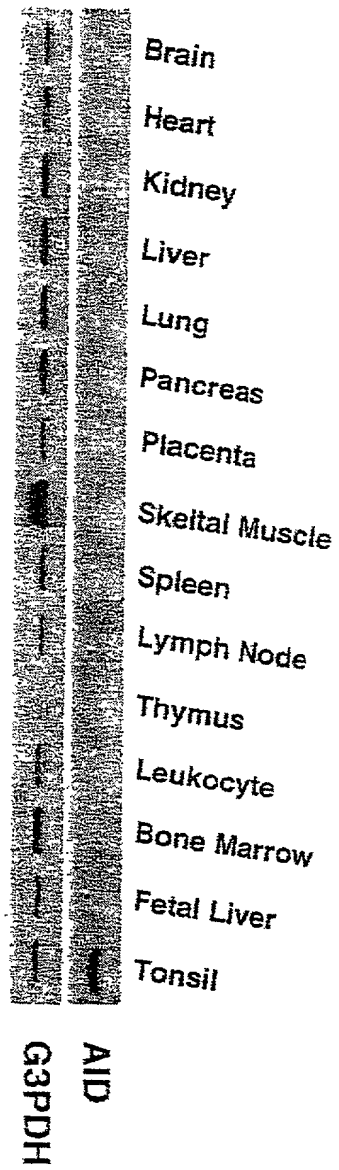 Brain
Heart
Kidney
Liver
Lung
Pancreas
Placenta
Skeltal Muscle
Spleen
Lymph Node
Thymus
Leukocyte
Bone Marrow
Fetal Liver
Tonsil
AID
G3PDH